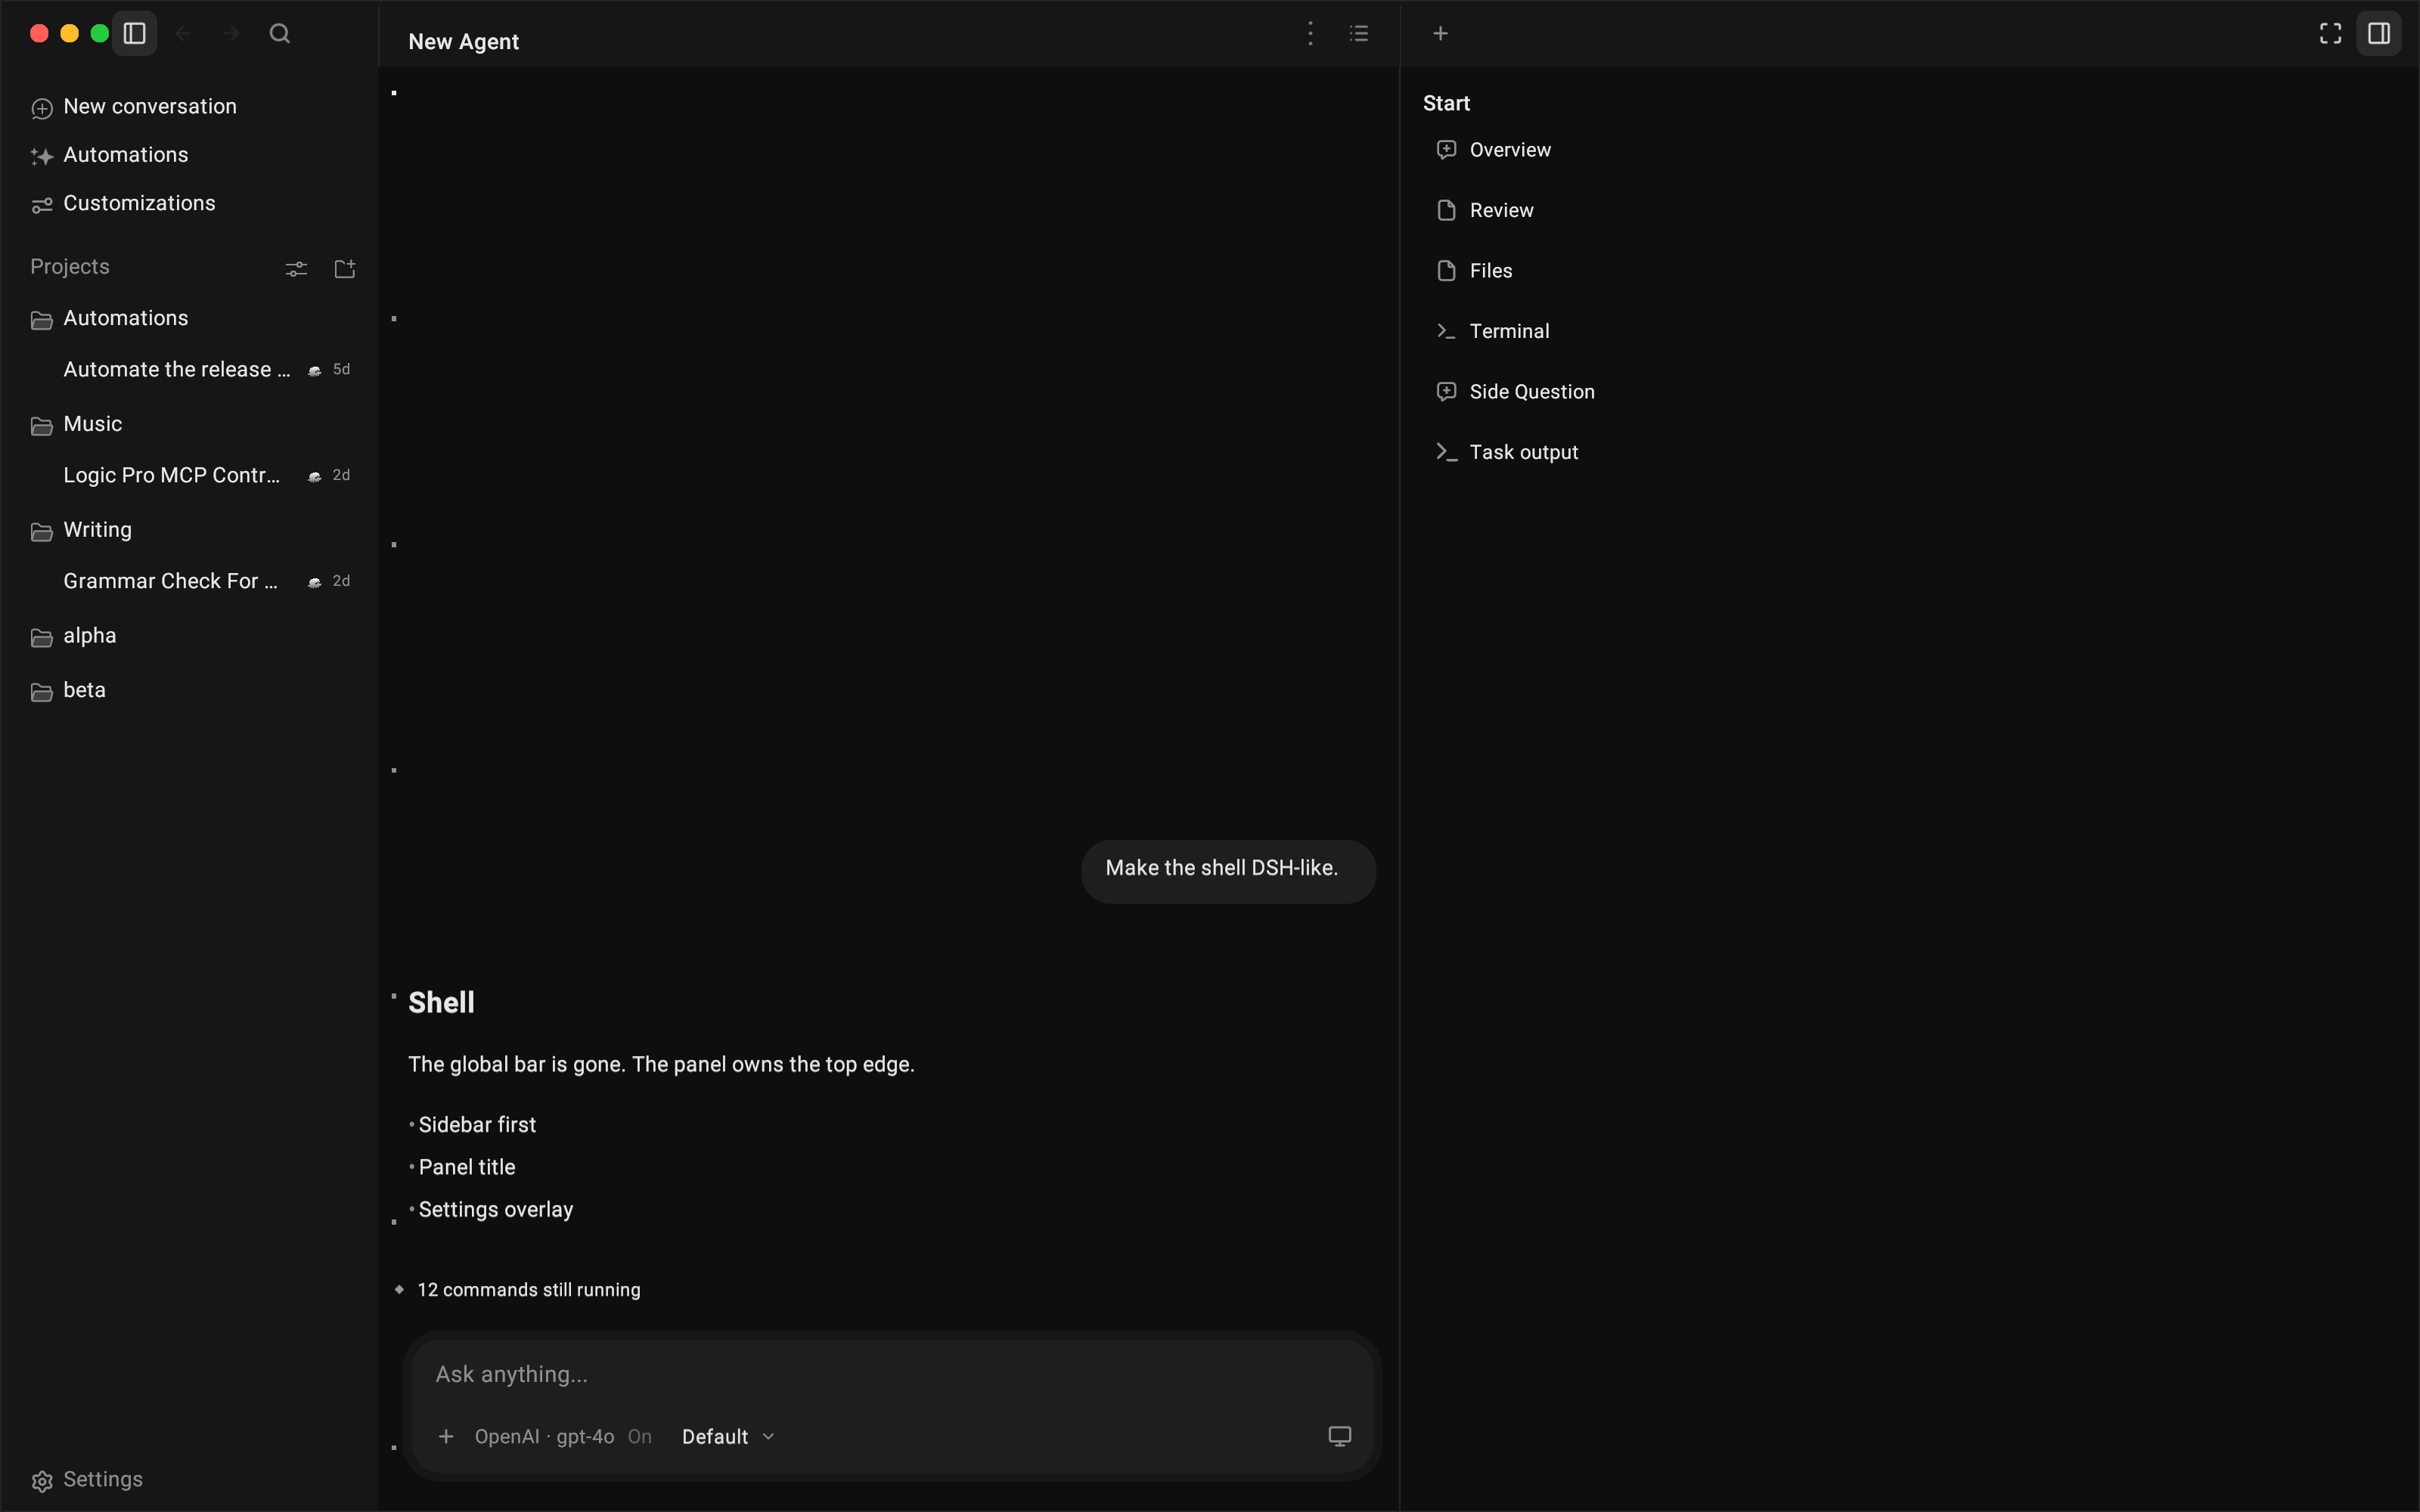 New Agent
New conversation
Automations
Customizations
Projects
Automations
Automate the release ... 5d
Music
Logic Pro MCP Contr... 2d
Writing
Grammar Check For ... 2d
alpha
beta
Settings
Make the shell DSH-like.
Shell
The global bar is gone. The panel owns the top edge.
• Sidebar first
• Panel title
• Settings overlay
12 commands still running
Ask anything...
OpenAI · gpt-4o On Default
Start
Overview
Review
Files
Terminal
Side Question
Task output